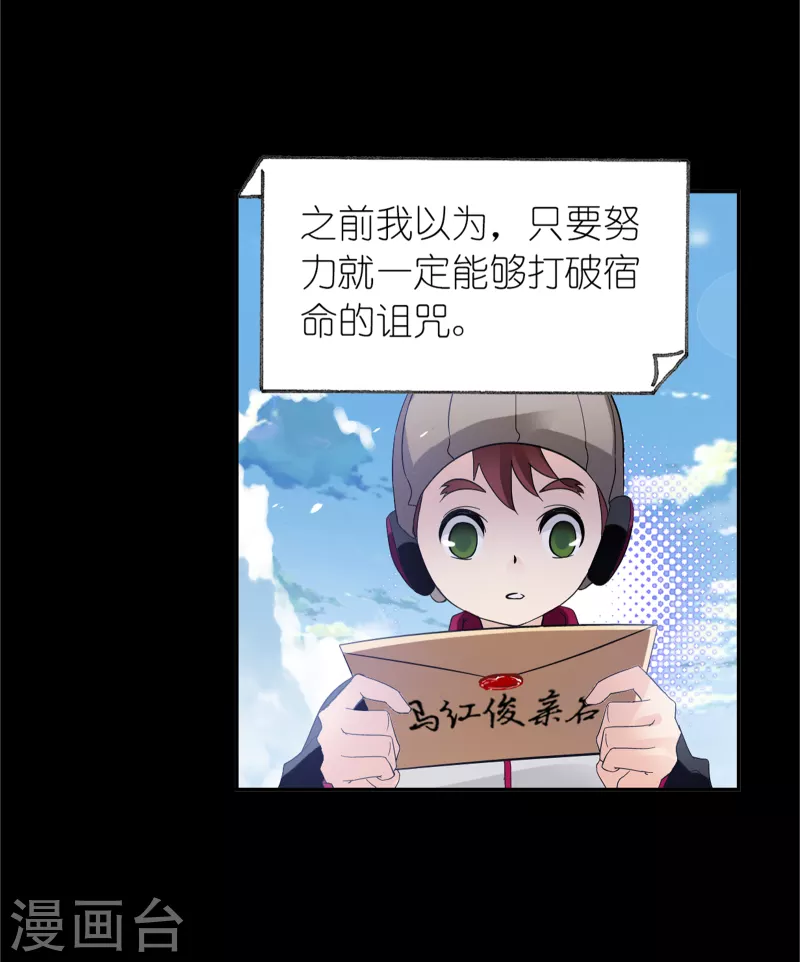 之前我以为，只要努
力就一定能够打破宿
命的诅咒。
马红俊亲名
漫画台